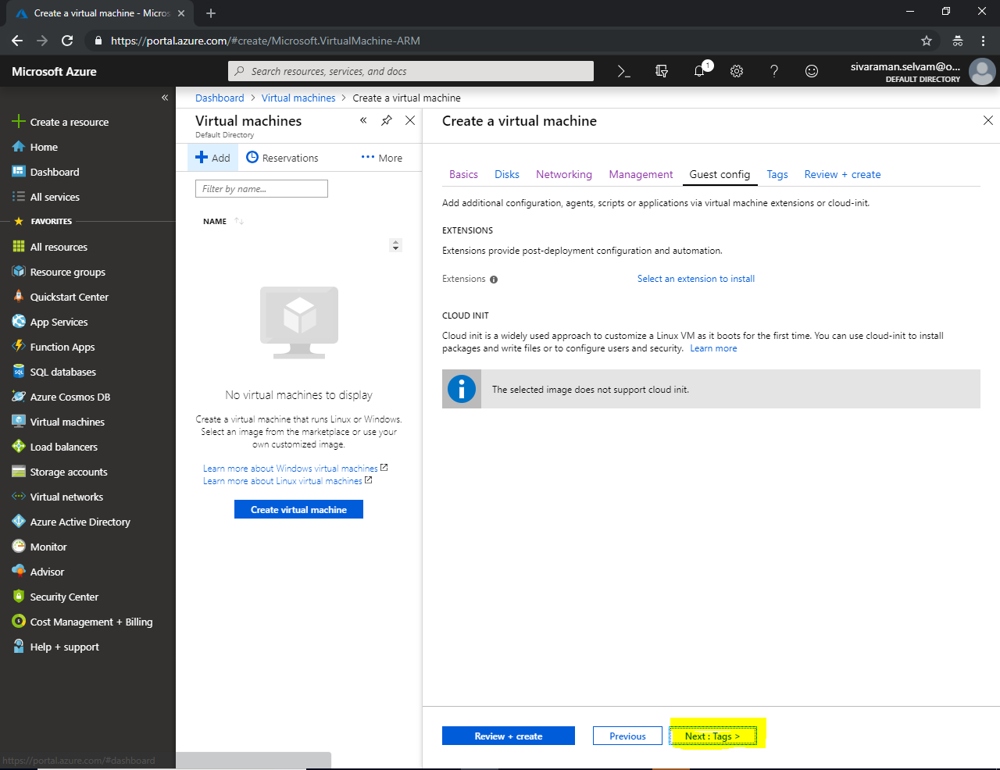 Create a virtual machine - Micros
https://portal.azure.com/#create/Microsoft.VirtualMachine-ARM
Microsoft Azure
Search resources, services, and docs
1
sivaraman.selvam@o...
DEFAULT DIRECTORY
Create a resource
Home
Dashboard
All services
FAVORITES
All resources
Resource groups
Quickstart Center
App Services
Function Apps
SQL databases
Azure Cosmos DB
Virtual machines
Load balancers
Storage accounts
Virtual networks
Azure Active Directory
Monitor
Advisor
Security Center
Cost Management + Billing
Help + support
https://portal.azure.com/#dashboard
Dashboard > Virtual machines > Create a virtual machine
Virtual machines
Default Directory
Add Reservations ··· More
Filter by name...
NAME
No virtual machines to display
Create a virtual machine that runs Linux or Windows.
Select an image from the marketplace or use your
own customized image.
Learn more about Windows virtual machines
Learn more about Linux virtual machines
Create virtual machine
Create a virtual machine
Basics Disks Networking Management Guest config Tags Review + create
Add additional configuration, agents, scripts or applications via virtual machine extensions or cloud-init.
EXTENSIONS
Extensions provide post-deployment configuration and automation.
Extensions Select an extension to install
CLOUD INIT
Cloud init is a widely used approach to customize a Linux VM as it boots for the first time. You can use cloud-init to install
packages and write files or to configure users and security. Learn more
The selected image does not support cloud init.
Review + create Previous Next : Tags >